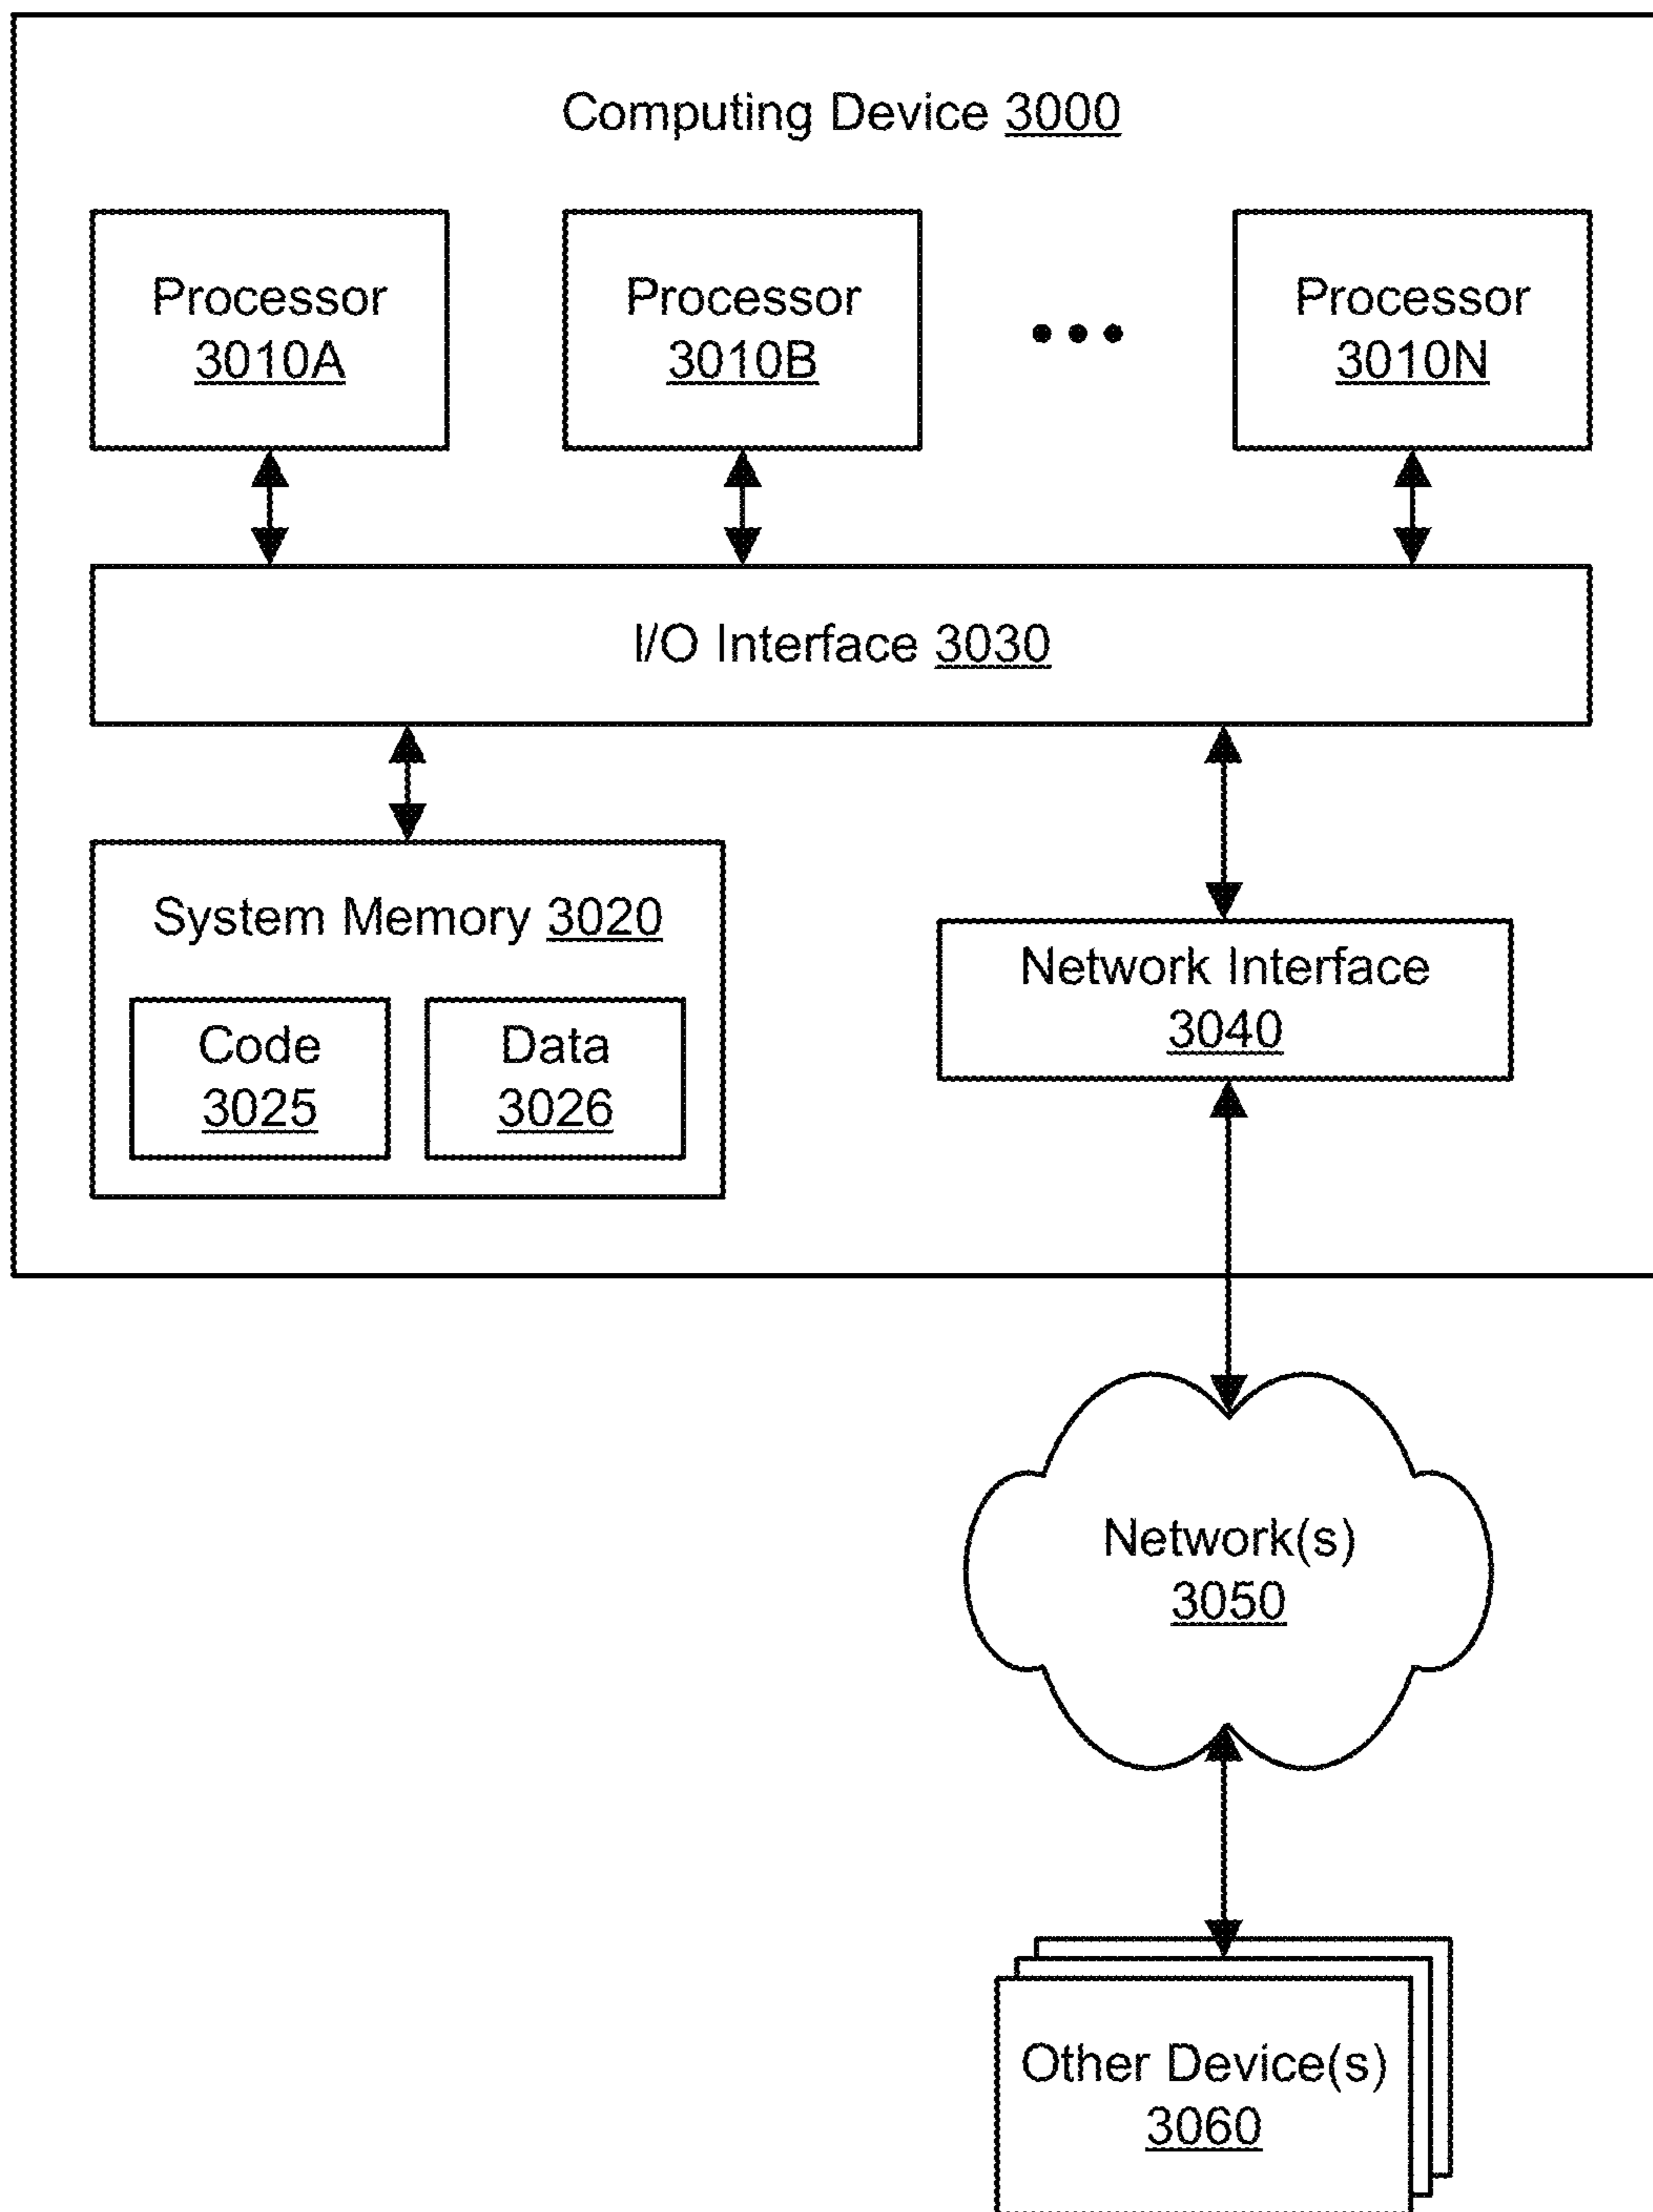 Computing Device 3000
Processor
3010A
Processor
3010B
Processor
3010N
I/O Interface 3030
System Memory 3020
Code
3025
Data
3026
Network Interface
3040
Network(s)
3050
Other Device(s)
3060